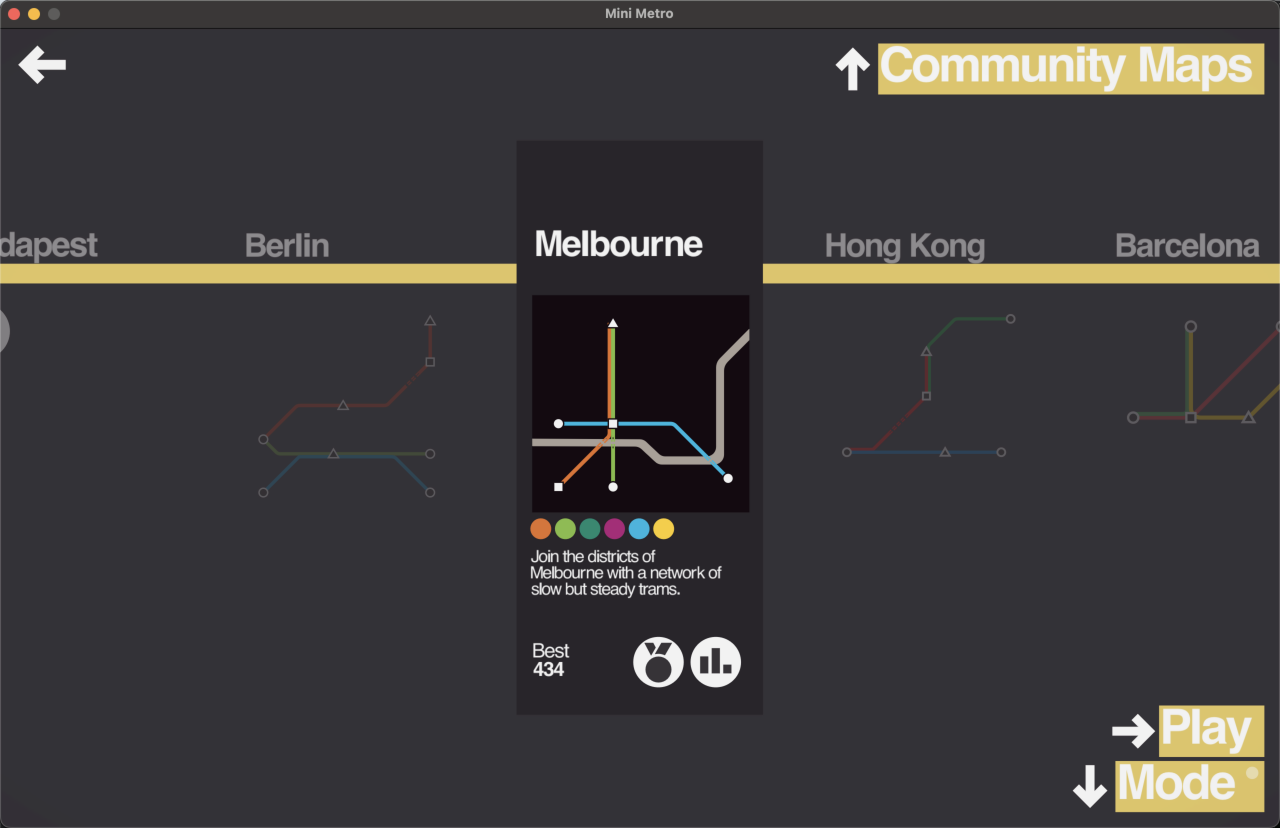 Mini Metro
Community Maps
dapest
Berlin
Melbourne
Hong Kong
Barcelona
Join the districts of
Melbourne with a network of
slow but steady trams.
Best
434
Play
Mode